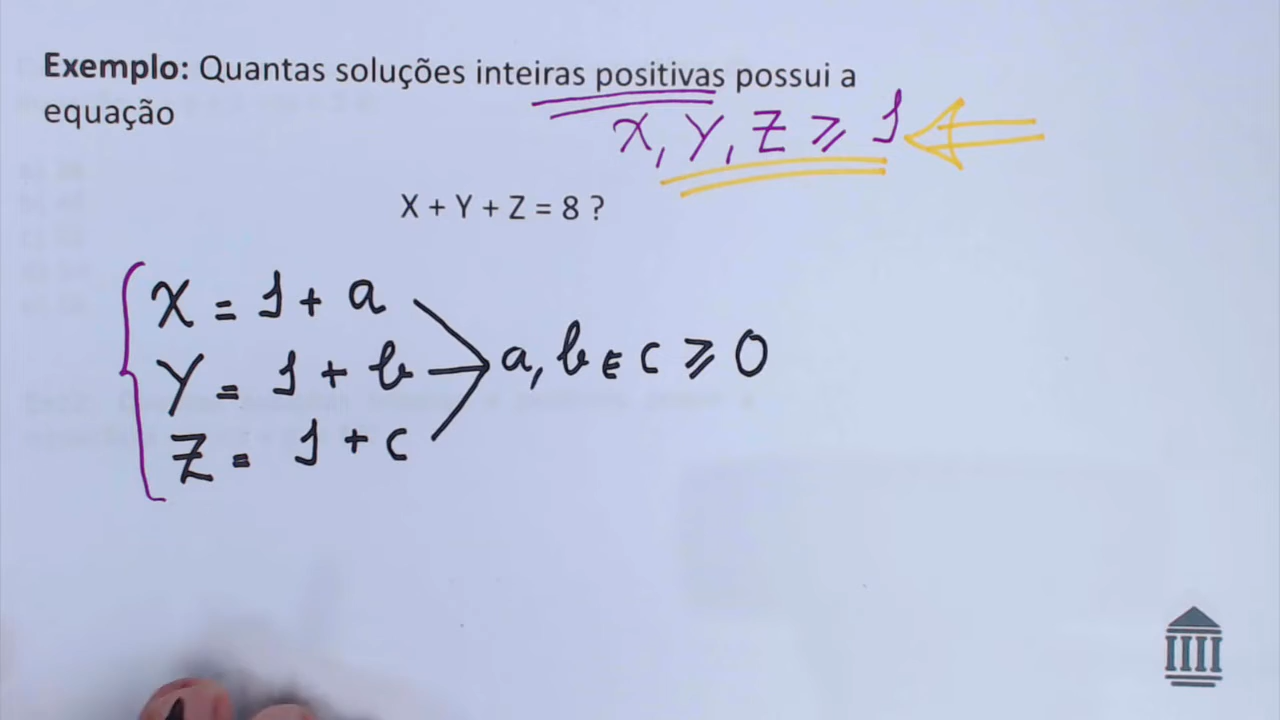 Exemplo: Quantas soluções inteiras positivas possui a
equação
X, Y, Z ≥ 1
X + Y + Z = 8 ?
X = 1 + a
Y = 1 + b
Z = 1 + c
a, b e c ≥ 0